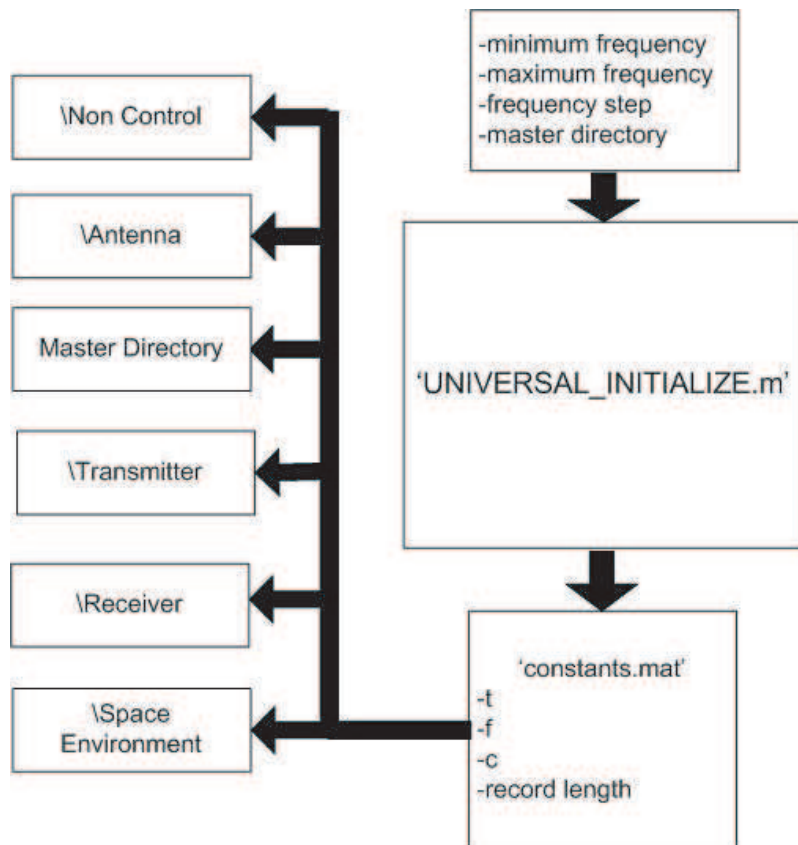 -minimum frequency
-maximum frequency
-frequency step
-master directory
\Non Control
\Antenna
Master Directory
\Transmitter
\Receiver
\Space
Environment
‘UNIVERSAL_INITIALIZE.m’
‘constants.mat’
-t
-f
-c
-record length